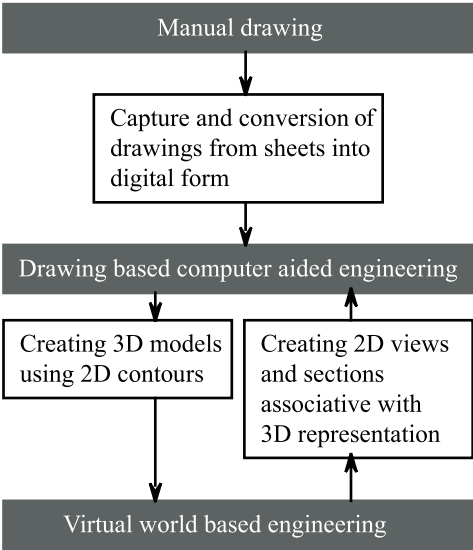 Manual drawing
Capture and conversion of
drawings from sheets into
digital form
Drawing based computer aided engineering
Creating 3D models
using 2D contours
Creating 2D views
and sections
associative with
3D representation
Virtual world based engineering